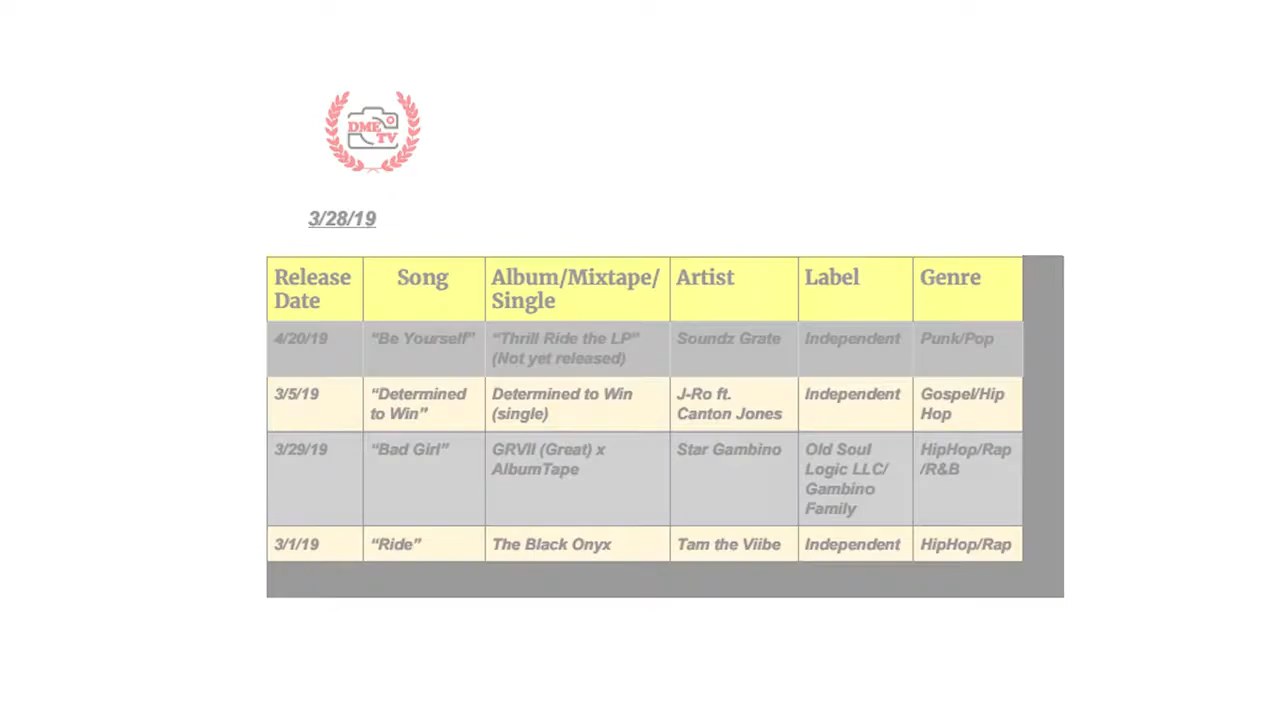 DME
TV
3/28/19
Release Date Song Album/Mixtape/Single Artist Label Genre
4/20/19 “Be Yourself” “Thrill Ride the LP” (Not yet released) Soundz Grate Independent Punk/Pop
3/5/19 “Determined to Win” Determined to Win (single) J-Ro ft. Canton Jones Independent Gospel/Hip Hop
3/29/19 “Bad Girl” GRVII (Great) x AlbumTape Star Gambino Old Soul Logic LLC/ Gambino Family HipHop/Rap /R&B
3/1/19 “Ride” The Black Onyx Tam the Viibe Independent HipHop/Rap